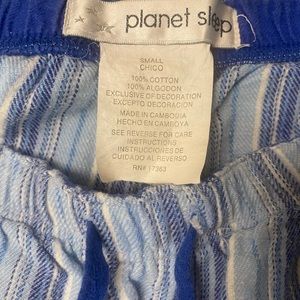 planet sleep
SMALL
CHICO
100% COTTON
100% ALGODON
EXCLUSIVE OF DECORATION
EXCEPTO DECORACION
MADE IN CAMBODIA
HECHO EN CAMBOYA
SEE REVERSE FOR CARE
INSTRUCTIONS
INSTRUCCIONES DE
CUIDADO AL REVERSO
RN# 17363